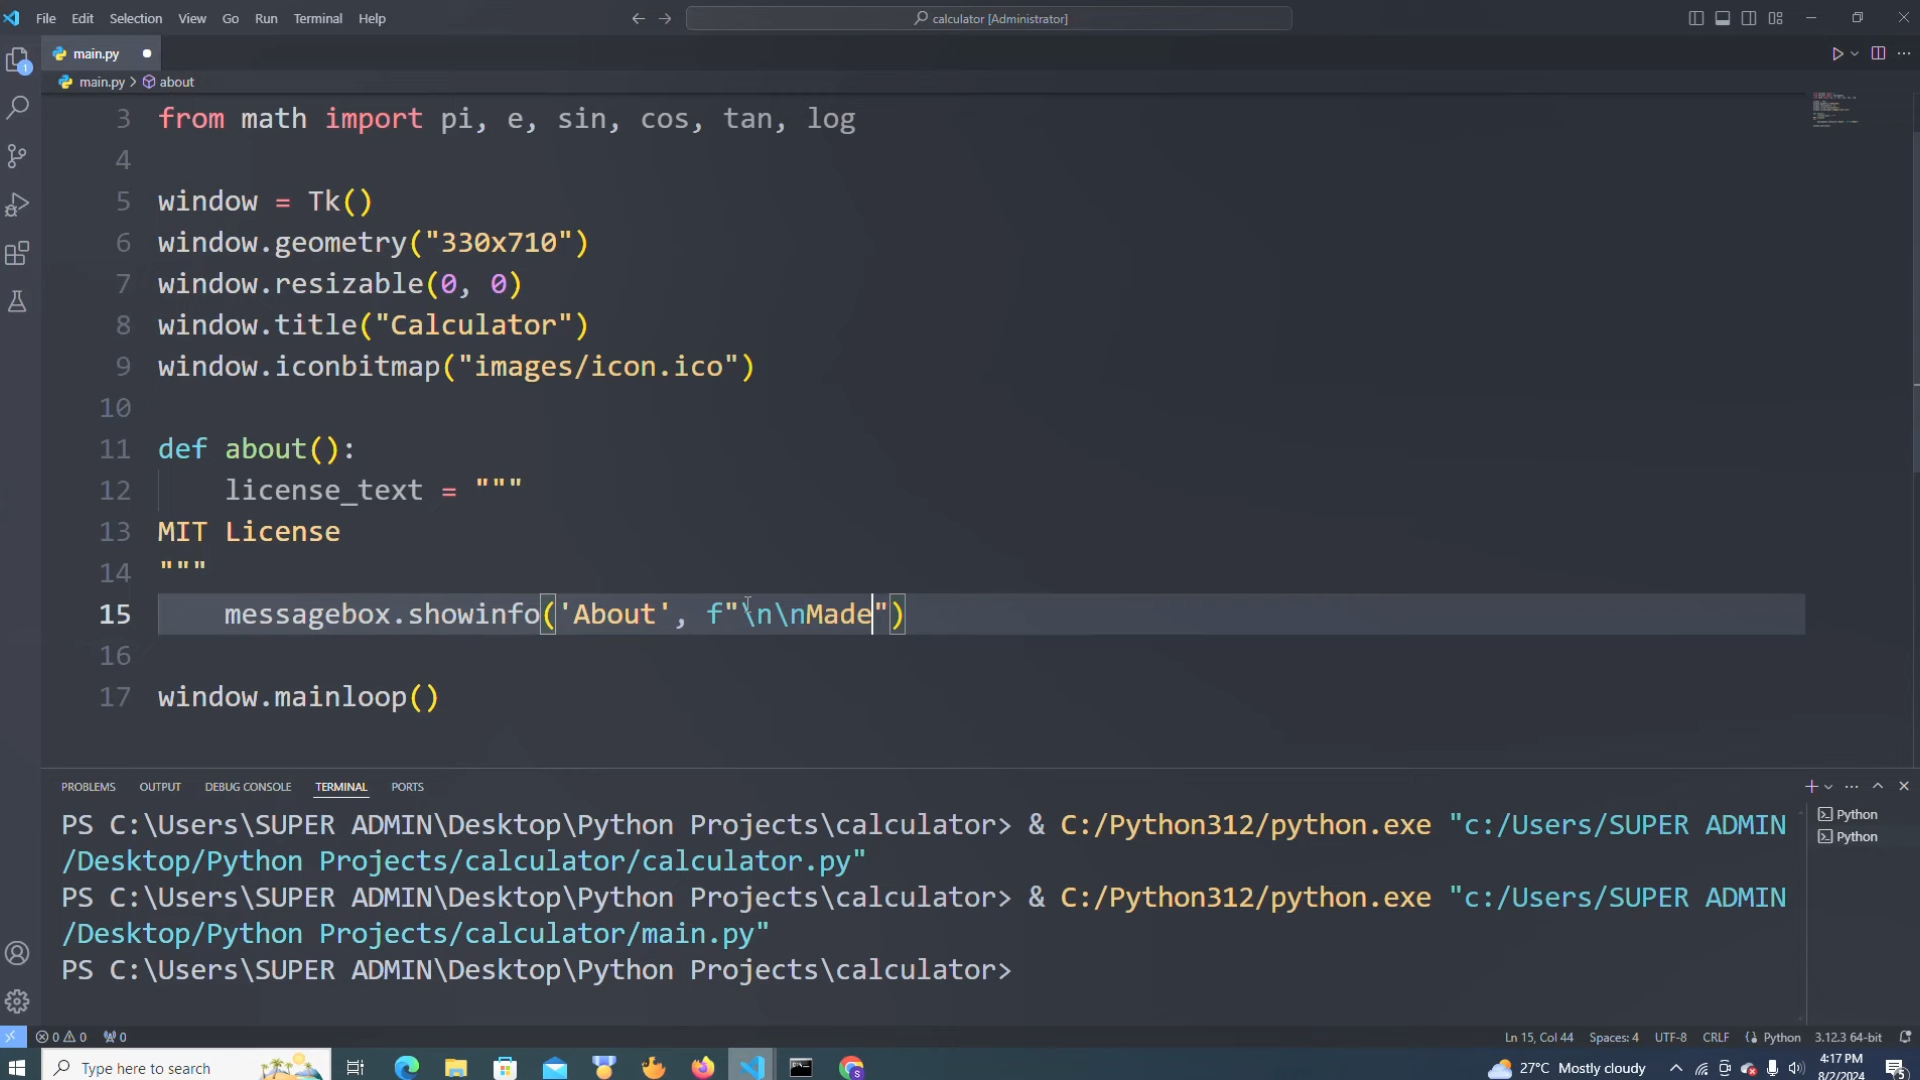 File Edit Selection View Go Run Terminal Help
calculator [Administrator]
main.py
main.py > about
3 from math import pi, e, sin, cos, tan, log
4
5 window = Tk()
6 window.geometry("330x710")
7 window.resizable(0, 0)
8 window.title("Calculator")
9 window.iconbitmap("images/icon.ico")
10
11 def about():
12 license_text = """
13 MIT License
14 """
15 messagebox.showinfo('About', f"\n\nMade")
16
17 window.mainloop()
PROBLEMS OUTPUT DEBUG CONSOLE TERMINAL PORTS
PS C:\Users\SUPER ADMIN\Desktop\Python Projects\calculator> & C:/Python312/python.exe "c:/Users/SUPER ADMIN
/Desktop/Python Projects/calculator/calculator.py"
PS C:\Users\SUPER ADMIN\Desktop\Python Projects\calculator> & C:/Python312/python.exe "c:/Users/SUPER ADMIN
/Desktop/Python Projects/calculator/main.py"
PS C:\Users\SUPER ADMIN\Desktop\Python Projects\calculator>
Python
Python
0 0 0
Ln 15, Col 44 Spaces: 4 UTF-8 CRLF Python 3.12.3 64-bit
Type here to search
27°C Mostly cloudy
4:17 PM
8/2/2024
5
1